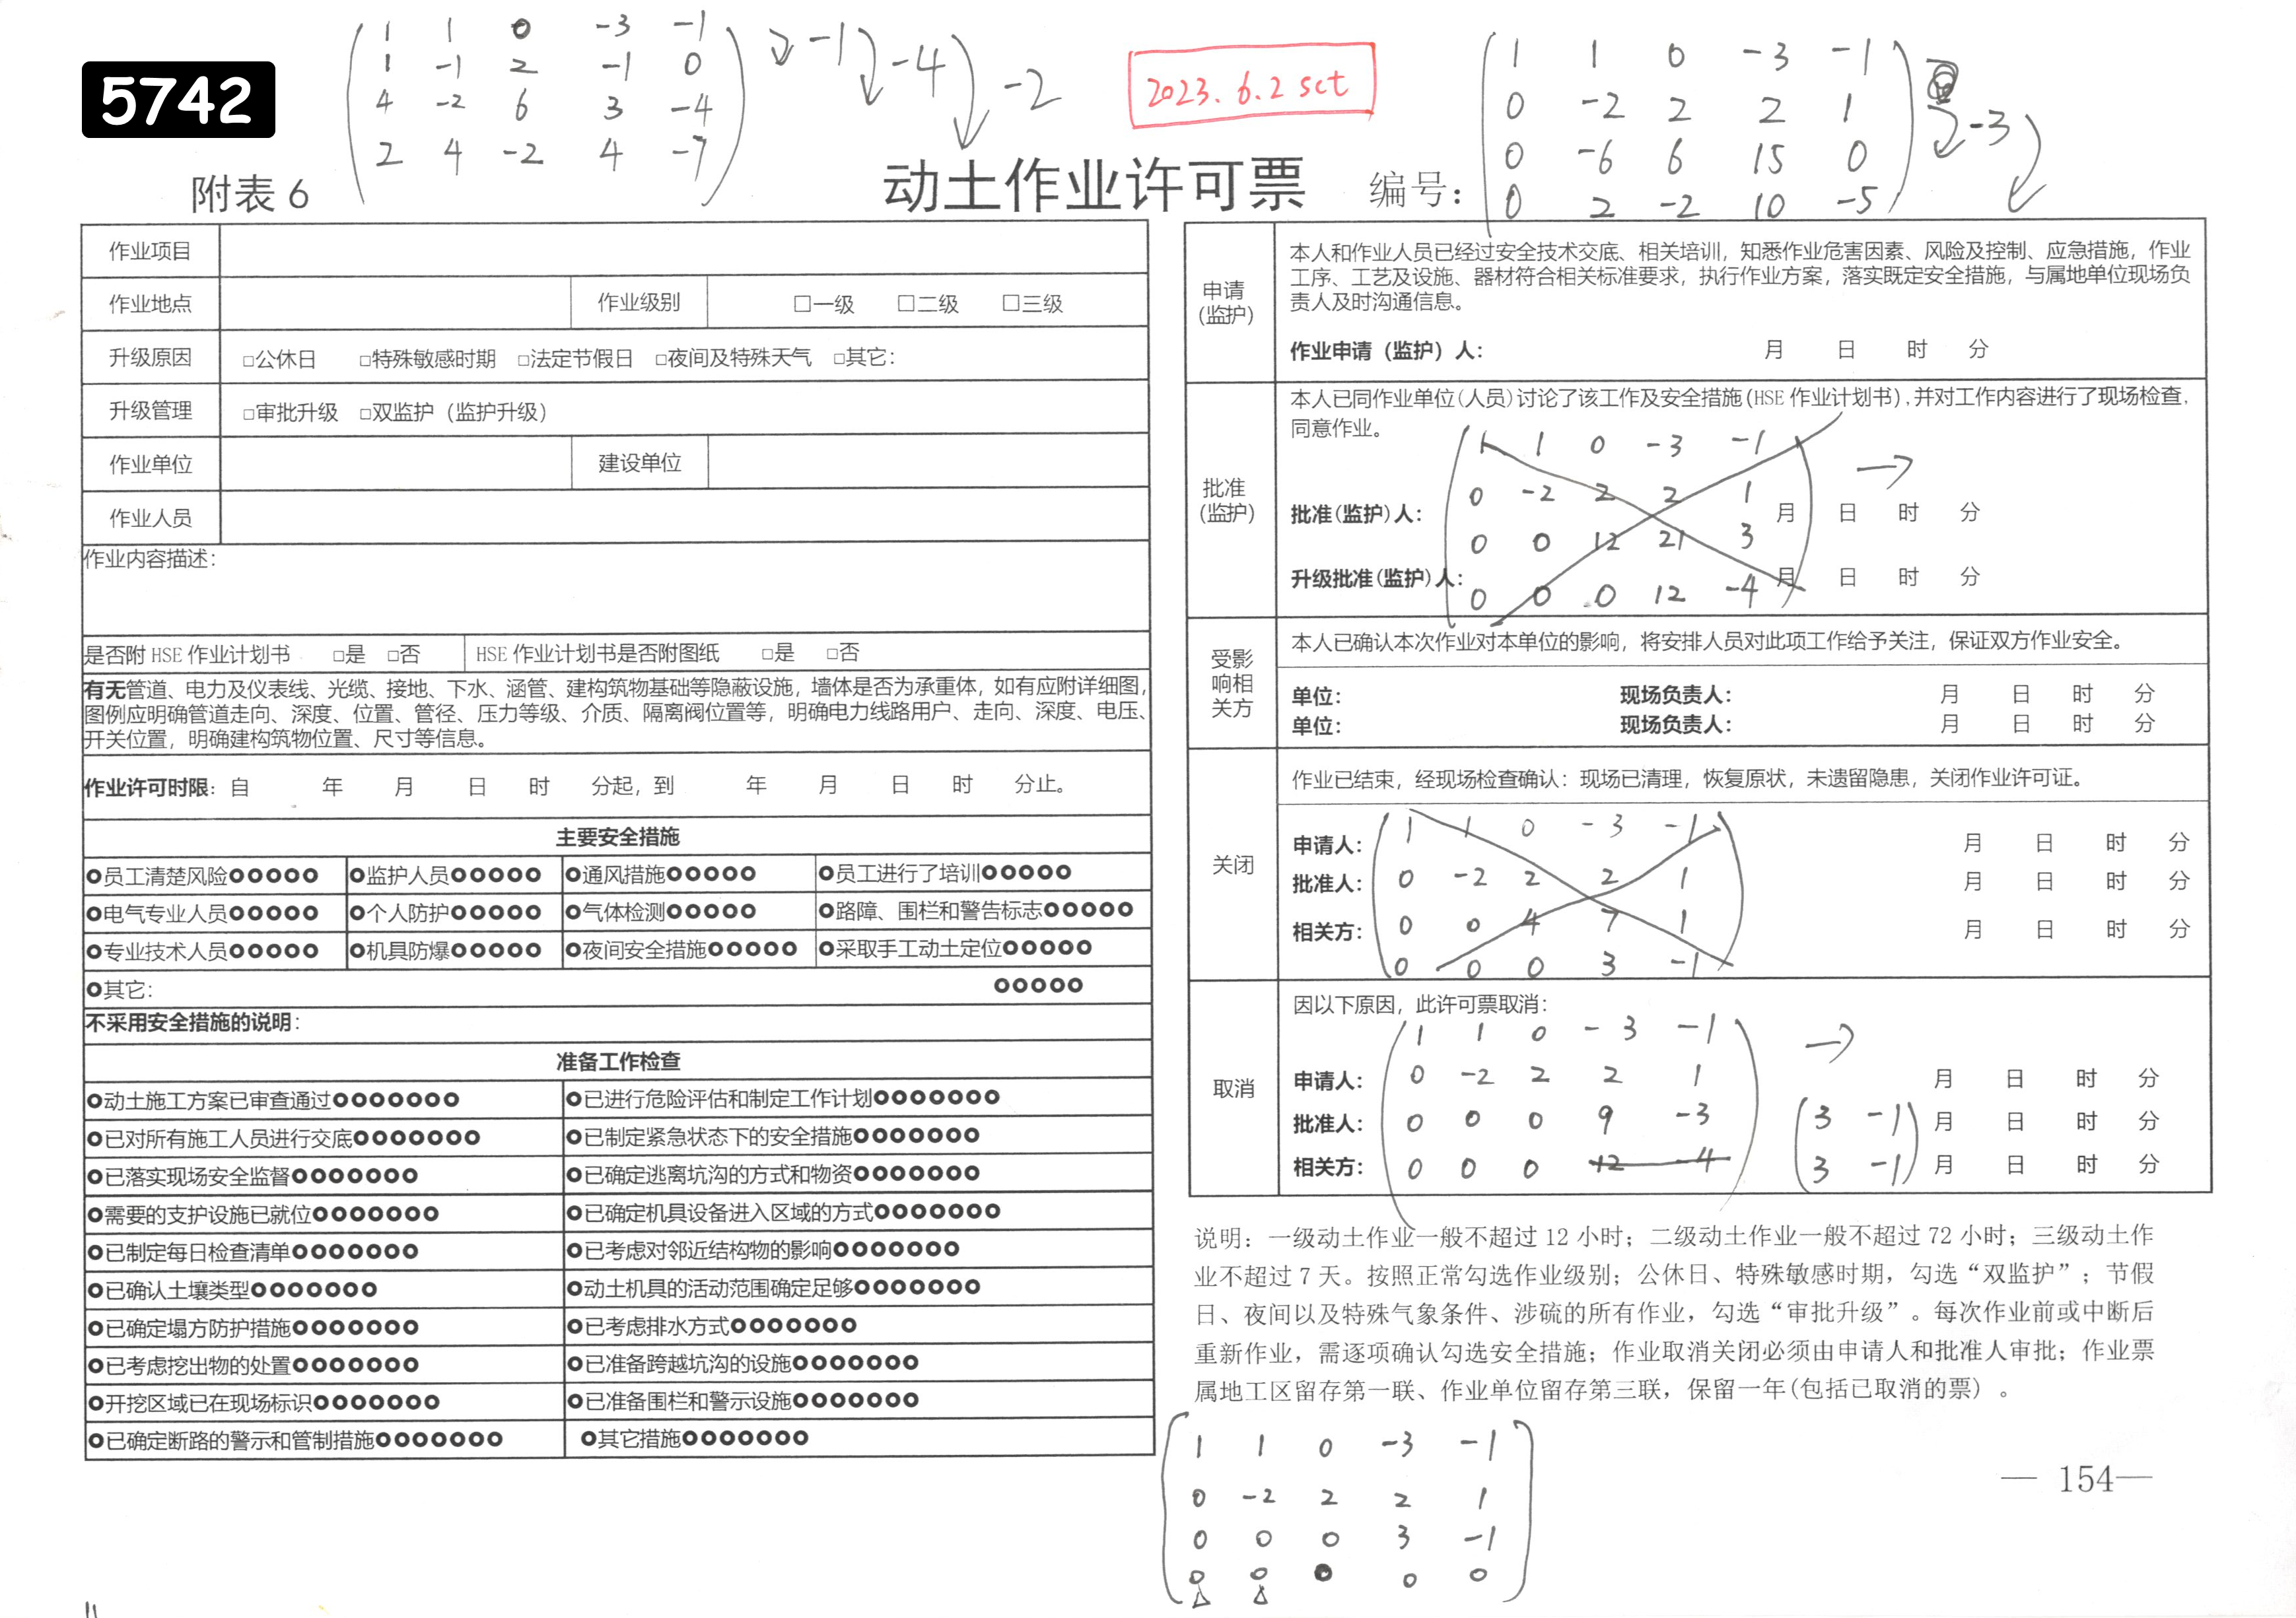 5742
1 1 0 -3 -1
1 -1 2 -1 0
4 -2 6 3 -4
2 4 -2 4 -7
-1 -4 -2
2023.6.2 sct
1 1 0 -3 -1
0 -2 2 2 1
0 -6 6 15 0
0 2 -2 10 -5
-3
附表 6
动土作业许可票
编号：
作业项目
作业地点 作业级别 □一级 □二级 □三级
升级原因 □公休日 □特殊敏感时期 □法定节假日 □夜间及特殊天气 □其它：
升级管理 □审批升级 □双监护（监护升级）
作业单位 建设单位
作业人员
作业内容描述：
是否附 HSE 作业计划书 □是 □否 HSE 作业计划书是否附图纸 □是 □否
有无管道、电力及仪表线、光缆、接地、下水、涵管、建构筑物基础等隐蔽设施，墙体是否为承重体，如有应附详细图，
图例应明确管道走向、深度、位置、管径、压力等级、介质、隔离阀位置等，明确电力线路用户、走向、深度、电压、
开关位置，明确建构筑物位置、尺寸等信息。
作业许可时限：自 年 月 日 时 分起，到 年 月 日 时 分止。
主要安全措施
○员工清楚风险○○○○○ ○监护人员○○○○○ ○通风措施○○○○○ ○员工进行了培训○○○○○
○电气专业人员○○○○○ ○个人防护○○○○○ ○气体检测○○○○○ ○路障、围栏和警告标志○○○○○
○专业技术人员○○○○○ ○机具防爆○○○○○ ○夜间安全措施○○○○○ ○采取手工动土定位○○○○○
○其它： ○○○○○
不采用安全措施的说明：
准备工作检查
○动土施工方案已审查通过○○○○○○○ ○已进行危险评估和制定工作计划○○○○○○○
○已对所有施工人员进行交底○○○○○○○ ○已制定紧急状态下的安全措施○○○○○○○
○已落实现场安全监督○○○○○○○ ○已确定逃离坑沟的方式和物资○○○○○○○
○需要的支护设施已就位○○○○○○○ ○已确定机具设备进入区域的方式○○○○○○○
○已制定每日检查清单○○○○○○○ ○已考虑对邻近结构物的影响○○○○○○○
○已确认土壤类型○○○○○○○ ○动土机具的活动范围确定足够○○○○○○○
○已确定塌方防护措施○○○○○○○ ○已考虑排水方式○○○○○○○
○已考虑挖出物的处置○○○○○○○ ○已准备跨越坑沟的设施○○○○○○○
○开挖区域已在现场标识○○○○○○○ ○已准备围栏和警示设施○○○○○○○
○已确定断路的警示和管制措施○○○○○○○ ○其它措施○○○○○○○
申请
（监护）
本人和作业人员已经过安全技术交底、相关培训，知悉作业危害因素、风险及控制、应急措施，作业
工序、工艺及设施、器材符合相关标准要求，执行作业方案，落实既定安全措施，与属地单位现场负
责人及时沟通信息。
作业申请（监护）人： 月 日 时 分
批准
（监护）
本人已同作业单位（人员）讨论了该工作及安全措施（HSE 作业计划书），并对工作内容进行了现场检查，
同意作业。
批准（监护）人： 月 日 时 分
升级批准（监护）人： 月 日 时 分
1 1 0 -3 -1 →
0 -2 2 2 1
0 0 12 21 3
0 0 0 12 -4
受影
响相
关方
本人已确认本次作业对本单位的影响，将安排人员对此项工作给予关注，保证双方作业安全。
单位： 现场负责人： 月 日 时 分
单位： 现场负责人： 月 日 时 分
关闭
作业已结束，经现场检查确认：现场已清理，恢复原状，未遗留隐患，关闭作业许可证。
申请人： 月 日 时 分
批准人： 月 日 时 分
相关方： 月 日 时 分
1 1 0 -3 -1
0 -2 2 2 1
0 0 4 7 1
0 0 0 3 -1
取消
因以下原因，此许可票取消：
申请人： 月 日 时 分
批准人： 月 日 时 分
相关方： 月 日 时 分
1 1 0 -3 -1 →
0 -2 2 2 1
0 0 0 9 -3
0 0 0 12 -4
3 -1
3 -1
说明：一级动土作业一般不超过 12 小时；二级动土作业一般不超过 72 小时；三级动土作
业不超过 7 天。按照正常勾选作业级别；公休日、特殊敏感时期，勾选“双监护”；节假
日、夜间以及特殊气象条件、涉硫的所有作业，勾选“审批升级”。每次作业前或中断后
重新作业，需逐项确认勾选安全措施；作业取消关闭必须由申请人和批准人审批；作业票
属地工区留存第一联、作业单位留存第三联，保留一年(包括已取消的票) 。
1 1 0 -3 -1
0 -2 2 2 1
0 0 0 3 -1
0 0 0 0 0
— 154—